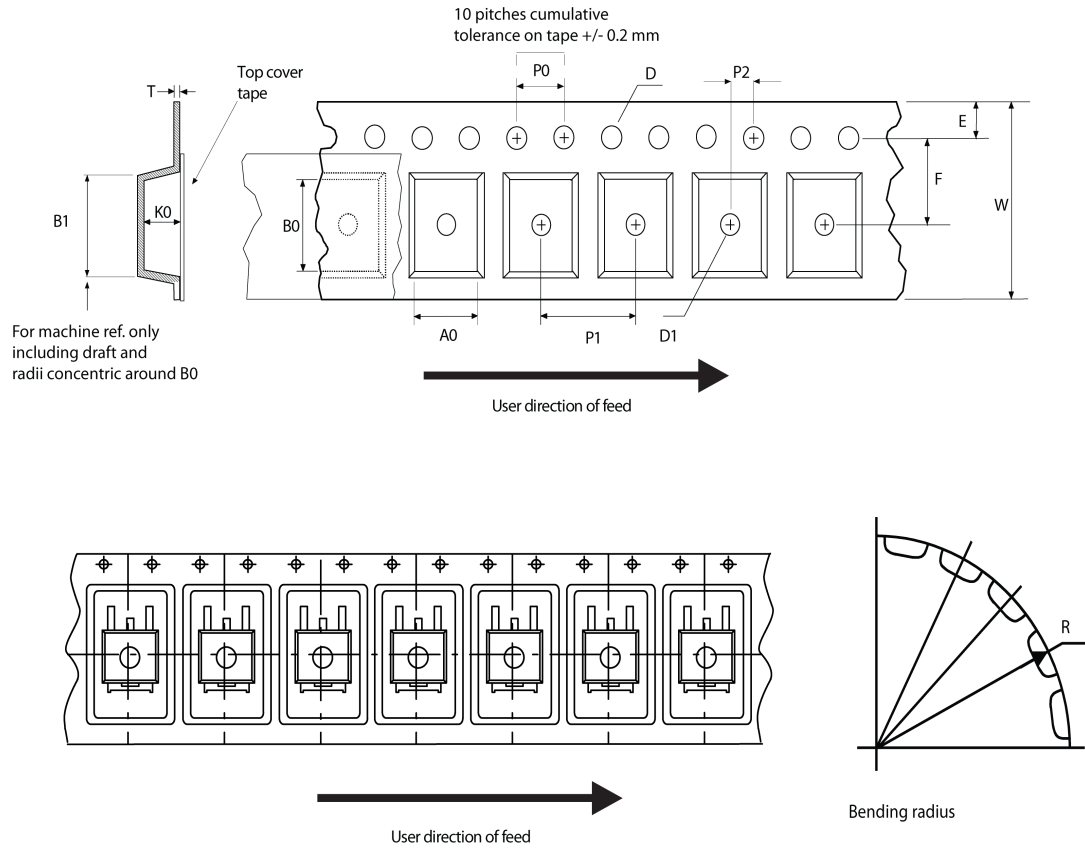 10 pitches cumulative
tolerance on tape +/- 0.2 mm
Top cover
tape
T
P0
D
P2
E
F
W
B1
K0
B0
For machine ref. only
including draft and
radii concentric around B0
A0
P1
D1
User direction of feed
R
Bending radius
User direction of feed